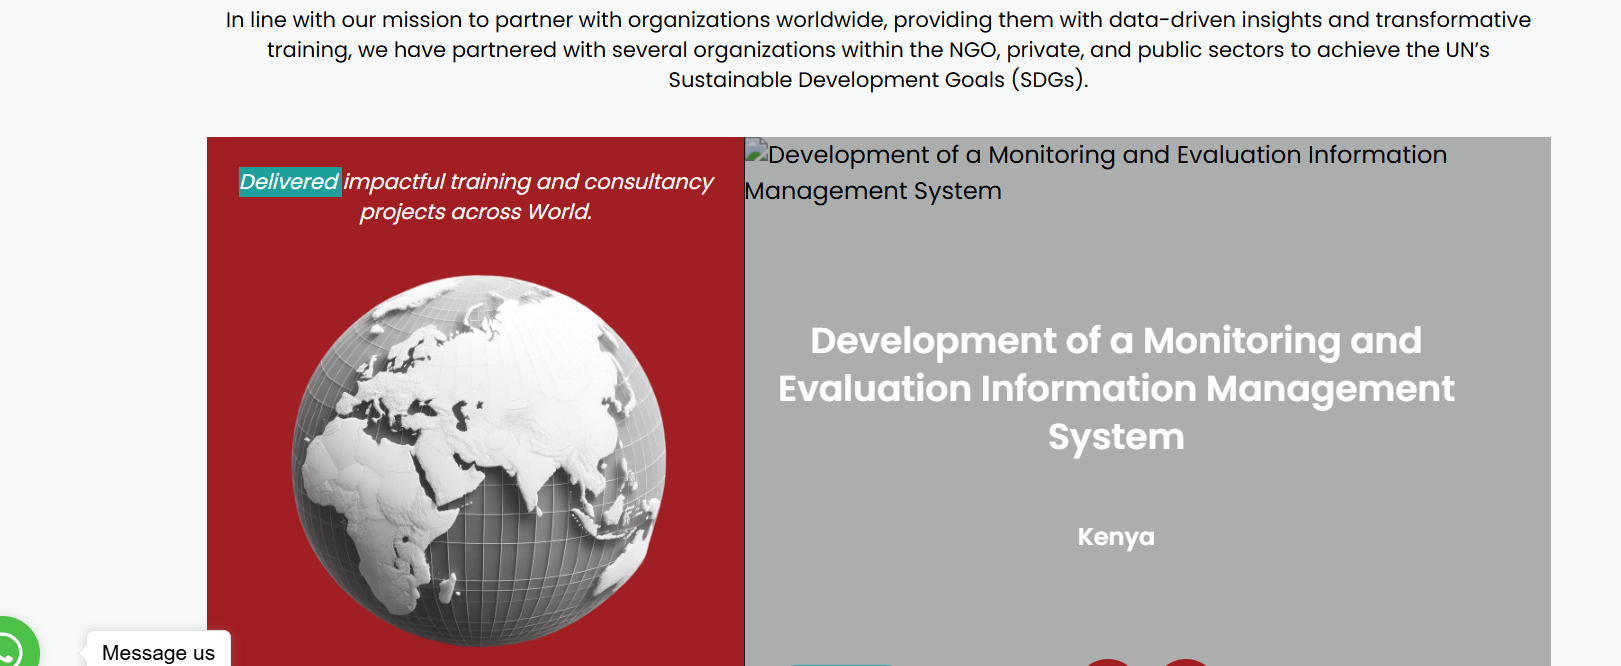 In line with our mission to partner with organizations worldwide, providing them with data-driven insights and transformative
training, we have partnered with several organizations within the NGO, private, and public sectors to achieve the UN's
Sustainable Development Goals (SDGs).
Delivered impactful training and consultancy
projects across World.
Development of a Monitoring and Evaluation Information
Management System
Development of a Monitoring and
Evaluation Information Management
System
Kenya
Message us